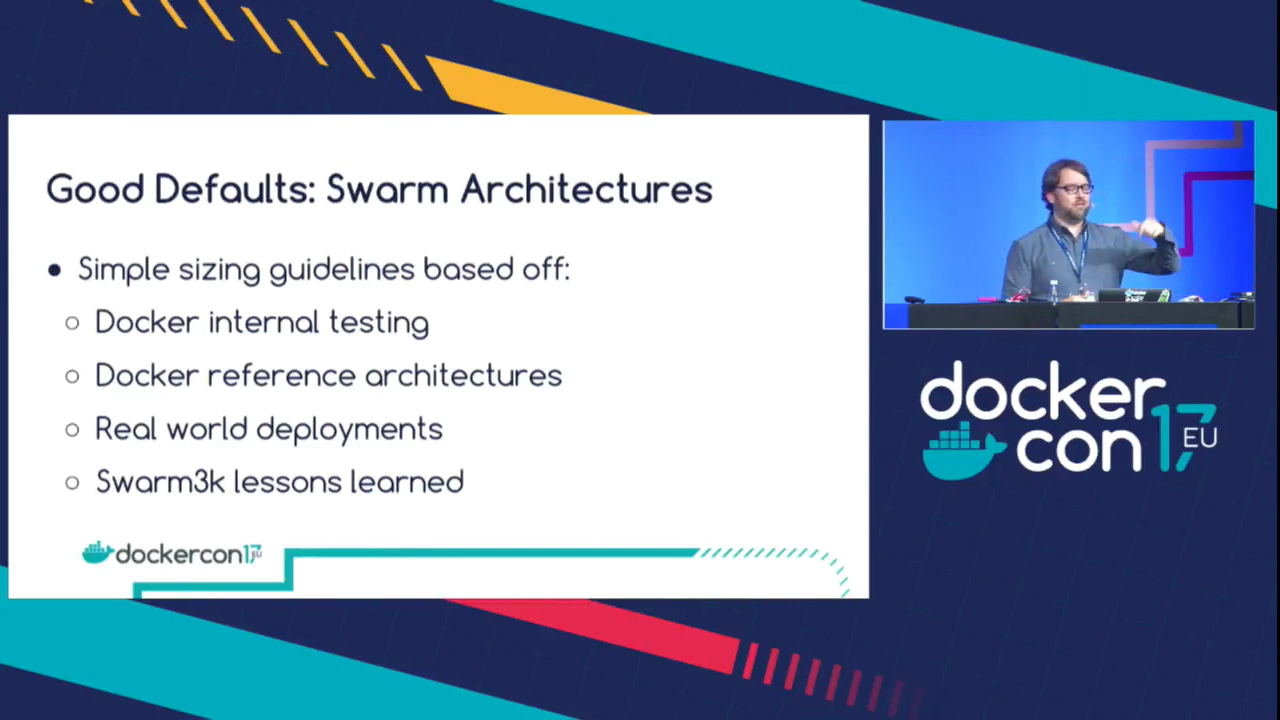 Good Defaults: Swarm Architectures
● Simple sizing guidelines based off:
○ Docker internal testing
○ Docker reference architectures
○ Real world deployments
○ Swarm3k lessons learned
dockercon17 EU
docker
con 17 EU